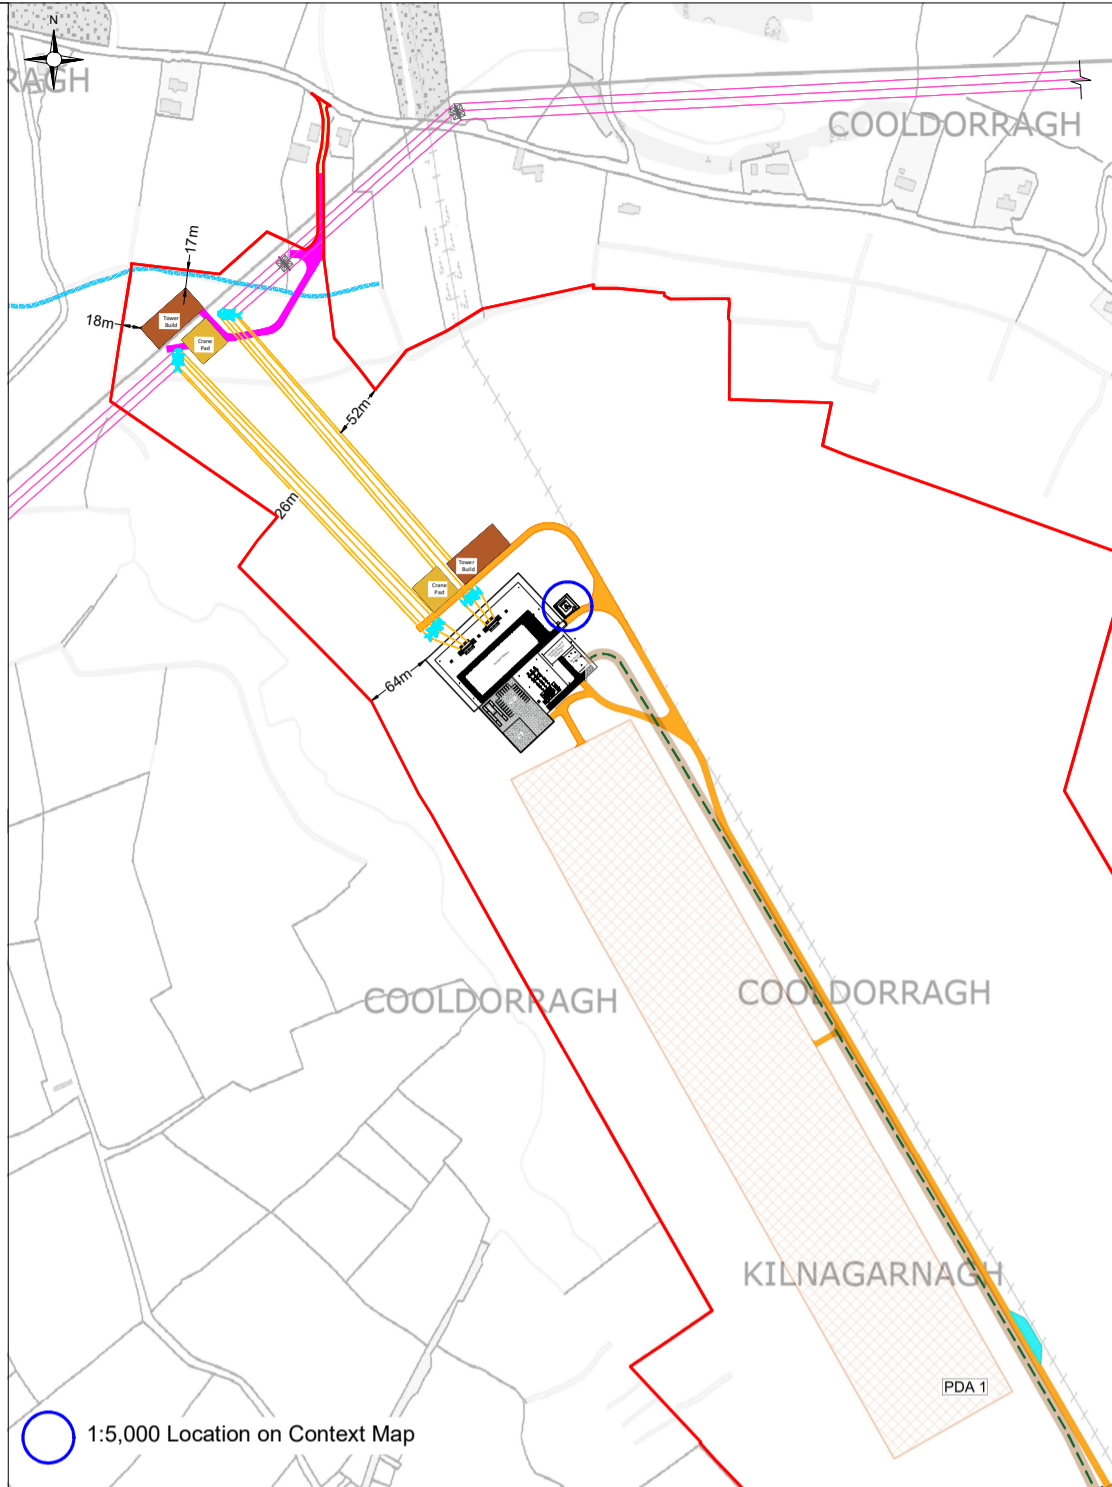 N
RAGH
COOLDORRAGH
17m
18m
Tower
Build
Crane
Pad
52m
26m
Tower
Build
Crane
Pad
64m
COOLDORRAGH
COOLDORRAGH
KILNAGARNAGH
PDA 1
1:5,000 Location on Context Map